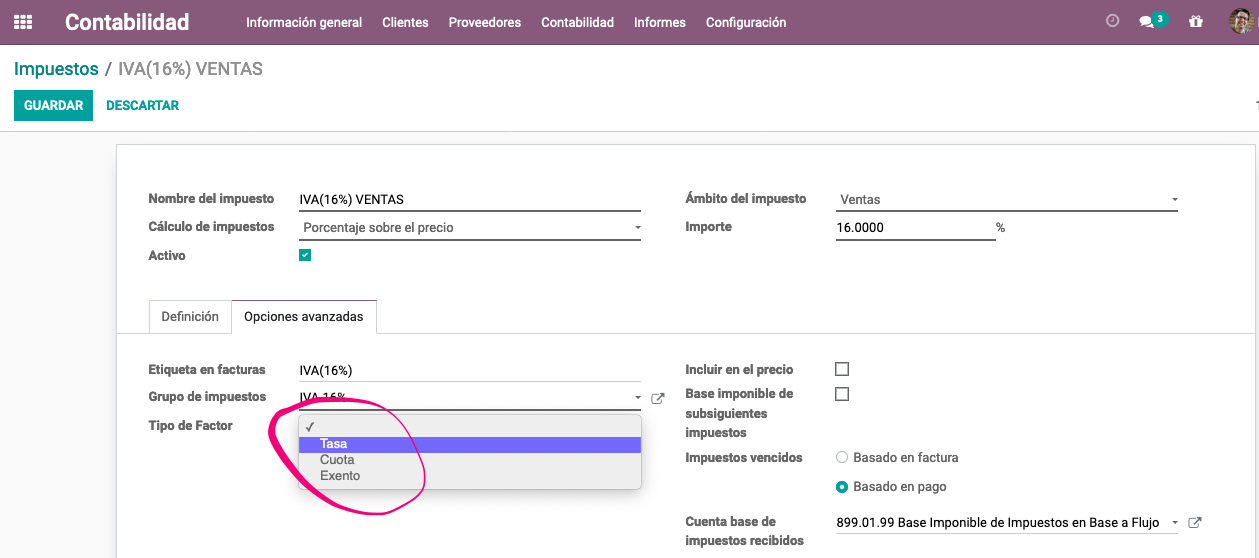 Contabilidad Información general Clientes Proveedores Contabilidad Informes Configuración 3
Impuestos / IVA(16%) VENTAS
GUARDAR DESCARTAR
Nombre del impuesto IVA(16%) VENTAS Ámbito del impuesto Ventas
Cálculo de impuestos Porcentaje sobre el precio Importe 16.0000 %
Activo
Definición Opciones avanzadas
Etiqueta en facturas IVA(16%) Incluir en el precio
Grupo de impuestos IVA 16% Base imponible de
subsiguientes
impuestos
Tipo de Factor ✓
Tasa
Cuota
Exento
Impuestos vencidos Basado en factura
Basado en pago
Cuenta base de
impuestos recibidos 899.01.99 Base Imponible de Impuestos en Base a Flujo